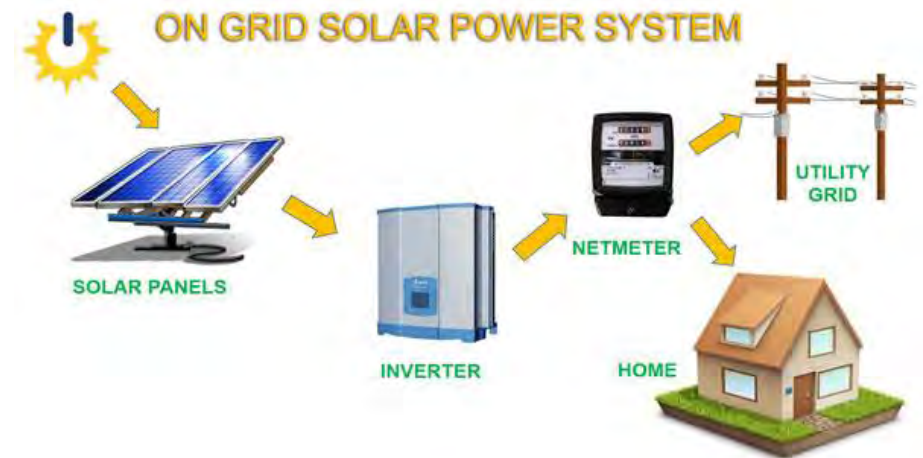 ON GRID SOLAR POWER SYSTEM
UTILITY
GRID
NETMETER
SOLAR PANELS
INVERTER
HOME